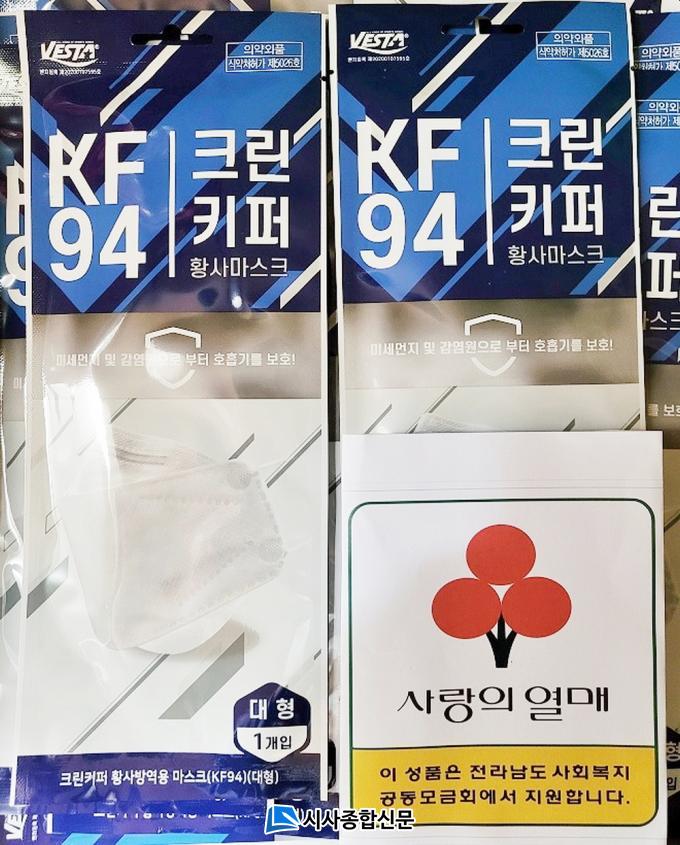 VESTA
의약외품
식약처허가 제5026호
KF
94
크린
키퍼
황사마스크
미세먼지 및 감염원으로 부터 호흡기를 보호!
대형
1개입
크린키퍼 황사방역용 마스크(KF94)(대형)
VESTA
의약외품
식약처허가 제5026호
KF
94
크린
키퍼
황사마스크
미세먼지 및 감염원으로 부터 호흡기를 보호!
사랑의 열매
이 성품은 전라남도사회복지
공동모금회에서 지원합니다.
시사종합신문